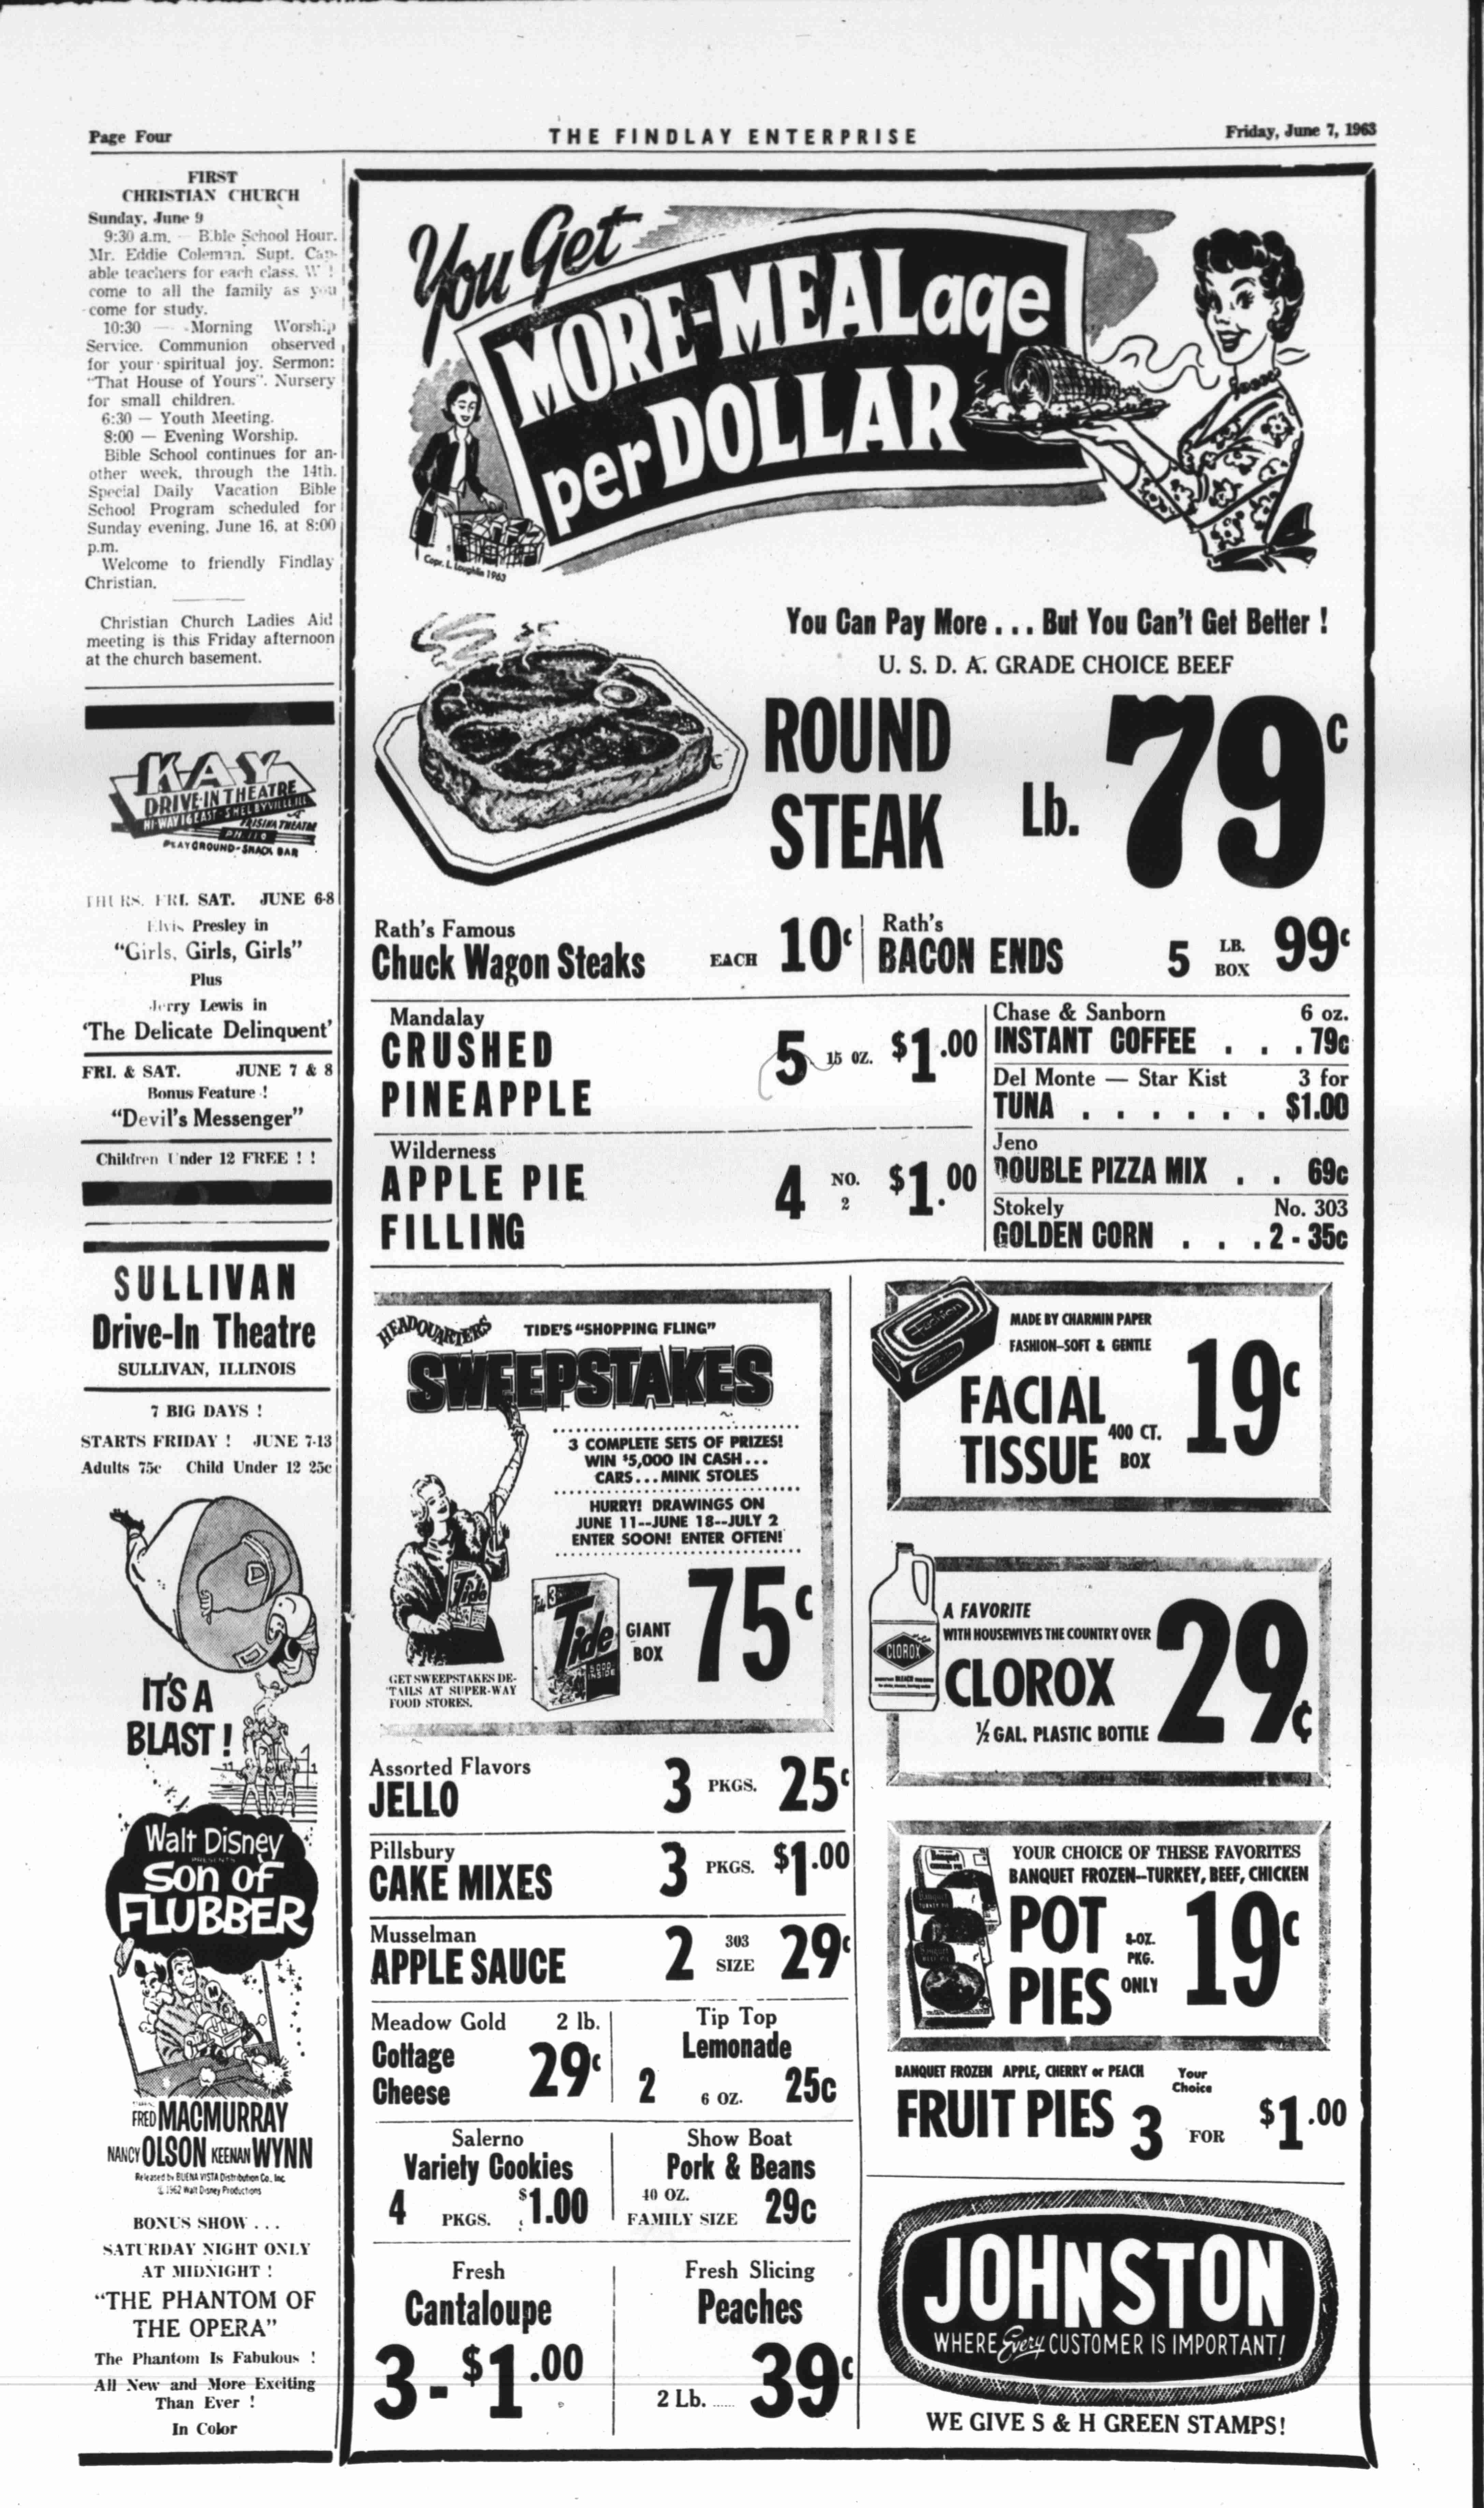 Page Four
THE FINDLAY ENTERPRISE
Friday, June 7, 1963
FIRST
CHRISTIAN CHURCH
Sunday, June 9
9:30 a.m. — Bible School Hour.
Mr. Eddie Coleman, Supt. Cap-
able teachers for each class.
come to all the family as you
come for study.
10:30 — Morning Worship
Service. Communion observed
for your spiritual joy. Sermon:
"That House of Yours". Nursery
for small children.
6:30 — Youth Meeting.
8:00 — Evening Worship.
Bible School continues for an-
other week, through the 14th.
Special Daily Vacation Bible
School Program scheduled for
Sunday evening, June 16, at 8:00
p.m.
Welcome to friendly Findlay
Christian.
Christian Church Ladies Aid
meeting is this Friday afternoon
at the church basement.
KAY
DRIVE-IN THEATRE
HI-WAY 16 EAST - SHELBYVILLE ILL
PH 110
PLAYGROUND-SNACK BAR
THURS. FRI. SAT. JUNE 6-8
Elvis Presley in
"Girls, Girls, Girls"
Plus
Jerry Lewis in
'The Delicate Delinquent'
FRI. & SAT. JUNE 7 & 8
Bonus Feature !
"Devil's Messenger"
Children Under 12 FREE ! !
SULLIVAN
Drive-In Theatre
SULLIVAN, ILLINOIS
7 BIG DAYS !
STARTS FRIDAY ! JUNE 7-13
Adults 75c Child Under 12 25c
IT'S A
BLAST!
Walt Disney
PRESENTS
Son of
FLUBBER
FRED MACMURRAY
NANCY OLSON KEENAN WYNN
Released by BUENA VISTA Distribution Co., Inc.
© 1962 Walt Disney Productions
BONUS SHOW . . .
SATURDAY NIGHT ONLY
AT MIDNIGHT !
"THE PHANTOM OF
THE OPERA"
The Phantom Is Fabulous !
All New and More Exciting
Than Ever !
In Color
You Get
MORE-MEALage
per DOLLAR
Copr. L. Loughlin 1963
You Can Pay More . . . But You Can't Get Better !
U. S. D. A. GRADE CHOICE BEEF
ROUND
STEAK
Lb. 79c
Rath's Famous
Chuck Wagon Steaks EACH 10c
Rath's
BACON ENDS 5 LB. BOX 99c
Mandalay
CRUSHED
PINEAPPLE
5 15 OZ. $1.00
Wilderness
APPLE PIE
FILLING
4 NO. 2 $1.00
Chase & Sanborn 6 oz.
INSTANT COFFEE . . . 79c
Del Monte — Star Kist 3 for
TUNA . . . . . . . $1.00
Jeno
DOUBLE PIZZA MIX . . 69c
Stokely No. 303
GOLDEN CORN . . . 2 - 35c
HEADQUARTERS
TIDE'S "SHOPPING FLING"
SWEEPSTAKES
3 COMPLETE SETS OF PRIZES!
WIN $5,000 IN CASH...
CARS...MINK STOLES
HURRY! DRAWINGS ON
JUNE 11--JUNE 18--JULY 2
ENTER SOON! ENTER OFTEN!
Tide
Tide
GIANT
BOX
75c
GET SWEEPSTAKES DE-
TAILS AT SUPER-WAY
FOOD STORES.
Assorted Flavors
JELLO 3 PKGS. 25c
Pillsbury
CAKE MIXES 3 PKGS. $1.00
Musselman
APPLE SAUCE 2 303 SIZE 29c
Meadow Gold 2 lb.
Cottage
Cheese
29c
Tip Top
Lemonade
2 6 OZ. 25c
Salerno
Variety Cookies
4 PKGS. $1.00
Show Boat
Pork & Beans
40 OZ.
FAMILY SIZE 29c
Fresh
Cantaloupe
3 - $1.00
Fresh Slicing
Peaches
2 Lb. ...... 39c
Fashion
MADE BY CHARMIN PAPER
FASHION-SOFT & GENTLE
FACIAL
TISSUE
400 CT.
BOX
19c
A FAVORITE
WITH HOUSEWIVES THE COUNTRY OVER
CLOROX
CLOROX
½ GAL. PLASTIC BOTTLE
29¢
YOUR CHOICE OF THESE FAVORITES
BANQUET FROZEN--TURKEY, BEEF, CHICKEN
POT
PIES
8-OZ.
PKG.
ONLY
19c
BANQUET FROZEN APPLE, CHERRY or PEACH Your
Choice
FRUIT PIES 3 FOR $1.00
JOHNSTON
WHERE Every CUSTOMER IS IMPORTANT!
WE GIVE S & H GREEN STAMPS!